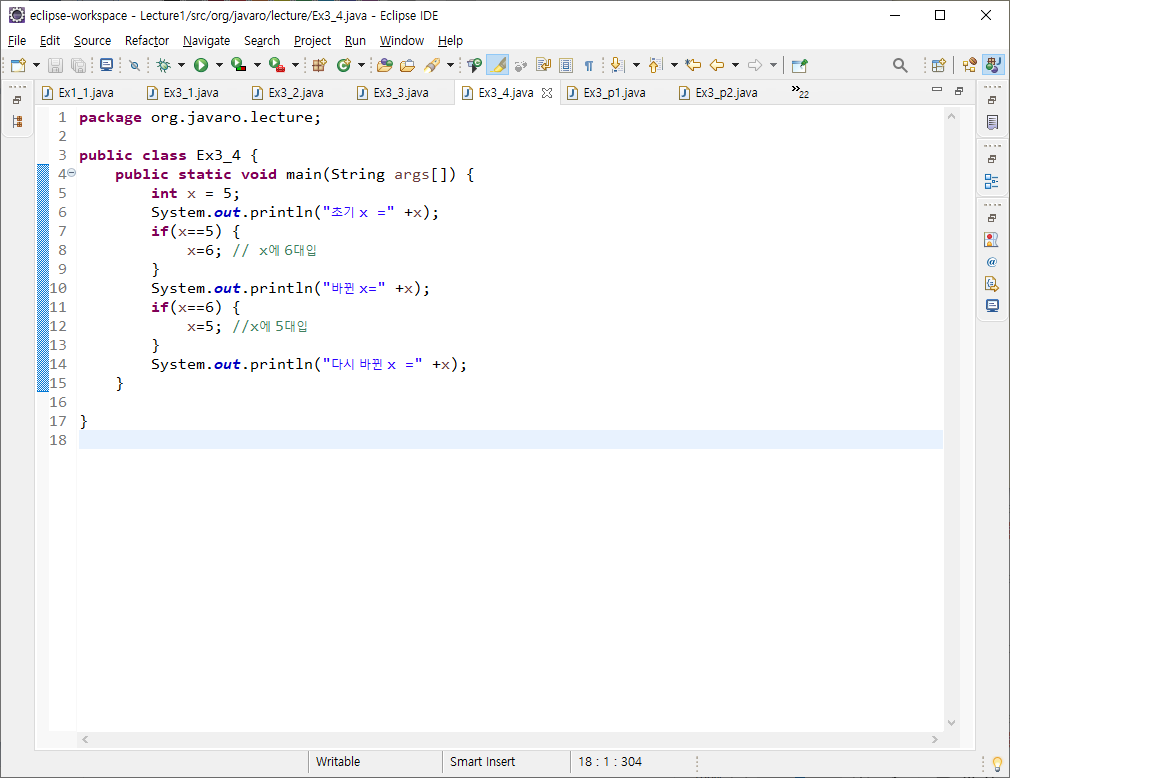 eclipse-workspace - Lecture1/src/org/javaro/lecture/Ex3_4.java - Eclipse IDE
File Edit Source Refactor Navigate Search Project Run Window Help
Ex1_1.java Ex3_1.java Ex3_2.java Ex3_3.java Ex3_4.java Ex3_p1.java Ex3_p2.java »22
1 package org.javaro.lecture;
2
3 public class Ex3_4 {
4 public static void main(String args[]) {
5 int x = 5;
6 System.out.println("초기 x =" +x);
7 if(x==5) {
8 x=6; // x에 6대입
9 }
10 System.out.println("바뀐 x=" +x);
11 if(x==6) {
12 x=5; //x에 5대입
13 }
14 System.out.println("다시 바뀐 x =" +x);
15 }
16
17 }
18
Writable Smart Insert 18 : 1 : 304